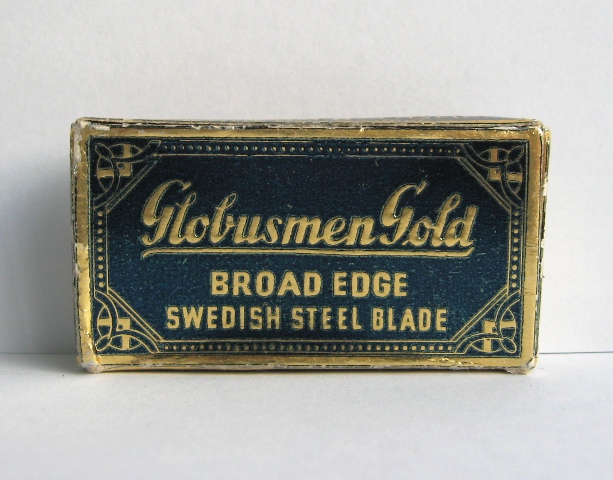 Globusmen Gold
BROAD EDGE
SWEDISH STEEL BLADE